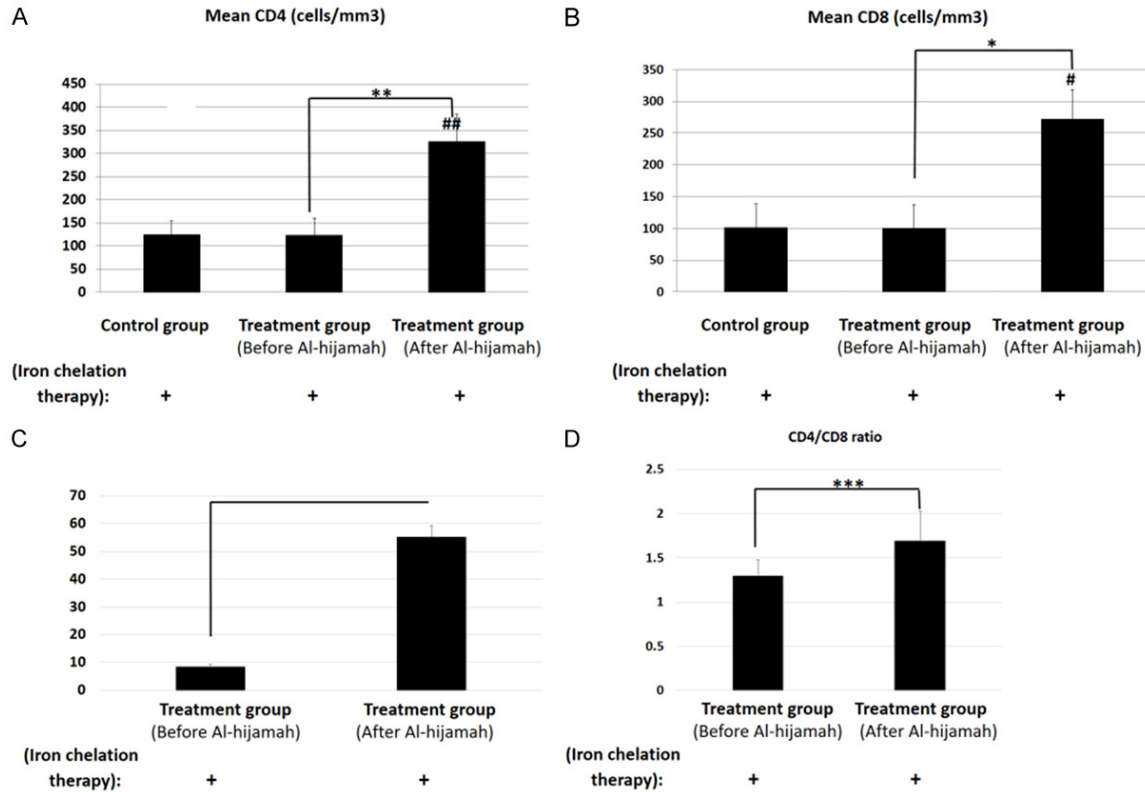 A
Mean CD4 (cells/mm3)
450
400
350
300
250
200
150
100
50
0
**
##
Control group
Treatment group
(Before Al-hijamah)
Treatment group
(After Al-hijamah)
(Iron chelation
therapy):
+
+
+
B
Mean CD8 (cells/mm3)
350
300
250
200
150
100
50
0
*
#
Control group
Treatment group
(Before Al-hijamah)
Treatment group
(After Al-hijamah)
(Iron chelation
therapy):
+
+
+
C
70
60
50
40
30
20
10
0
Treatment group
(Before Al-hijamah)
Treatment group
(After Al-hijamah)
(Iron chelation
therapy):
+
+
D
CD4/CD8 ratio
2.5
2
1.5
1
0.5
0
***
Treatment group
(Before Al-hijamah)
Treatment group
(After Al-hijamah)
(Iron chelation
therapy):
+
+